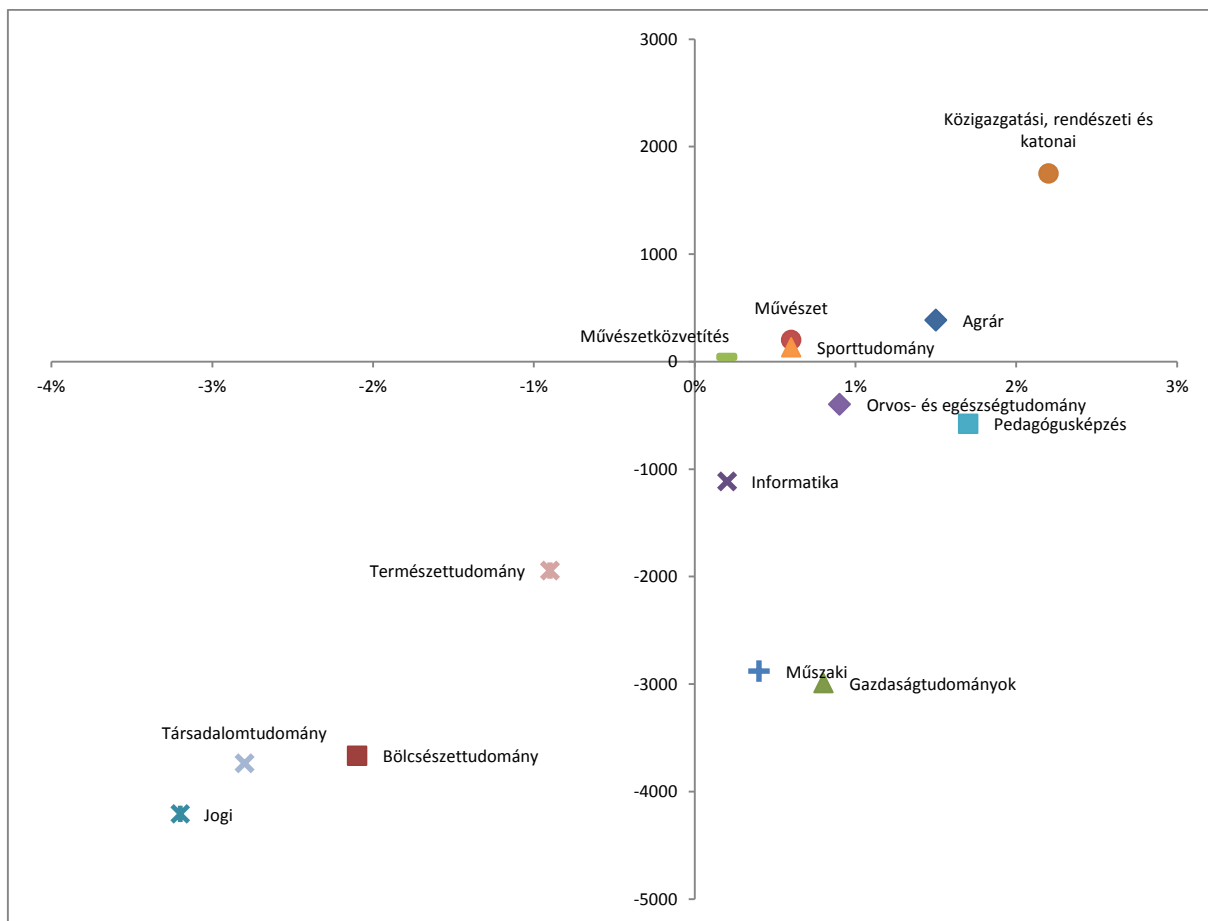 3000
Közigazgatási, rendészeti és
katonai
2000
1000
Művészet
Agrár
Művészetközvetítés
Sporttudomány
0
-4%
-3%
-2%
-1%
0%
1%
2%
3%
Orvos- és egészségtudomány
Pedagógusképzés
-1000
Informatika
Természettudomány
-2000
Műszaki
-3000
Gazdaságtudományok
Társadalomtudomány
Bölcsészettudomány
-4000
Jogi
-5000